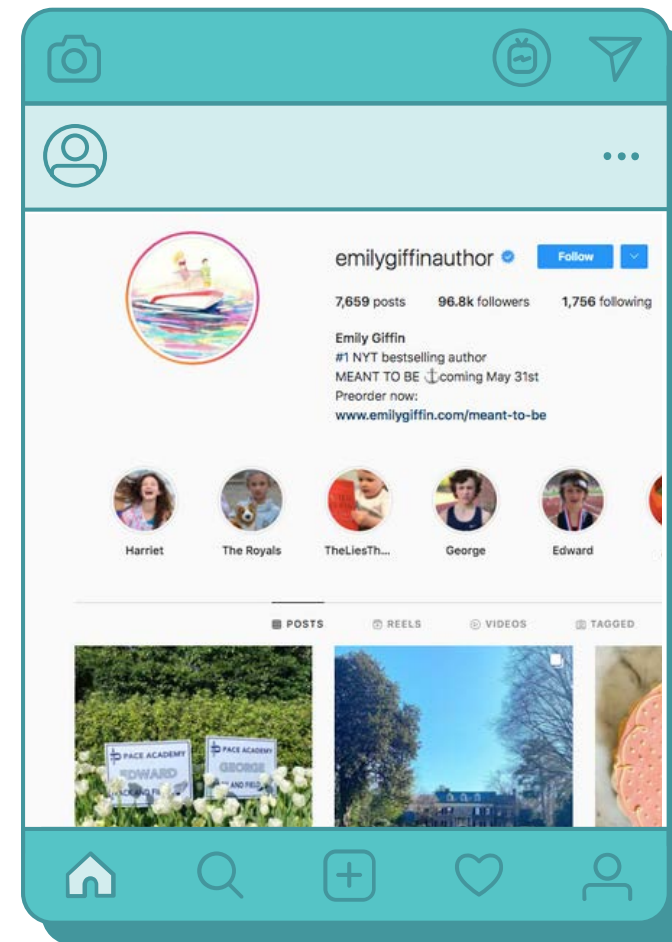 emilygiffinauthor Follow
7,659 posts 96.8k followers 1,756 following
Emily Giffin
#1 NYT bestselling author
MEANT TO BE ⚓coming May 31st
Preorder now:
www.emilygiffin.com/meant-to-be
Harriet The Royals TheLiesTh... George Edward
POSTS REELS VIDEOS TAGGED
PACE ACADEMY PACE ACADEMY
EDWARD GEORGE